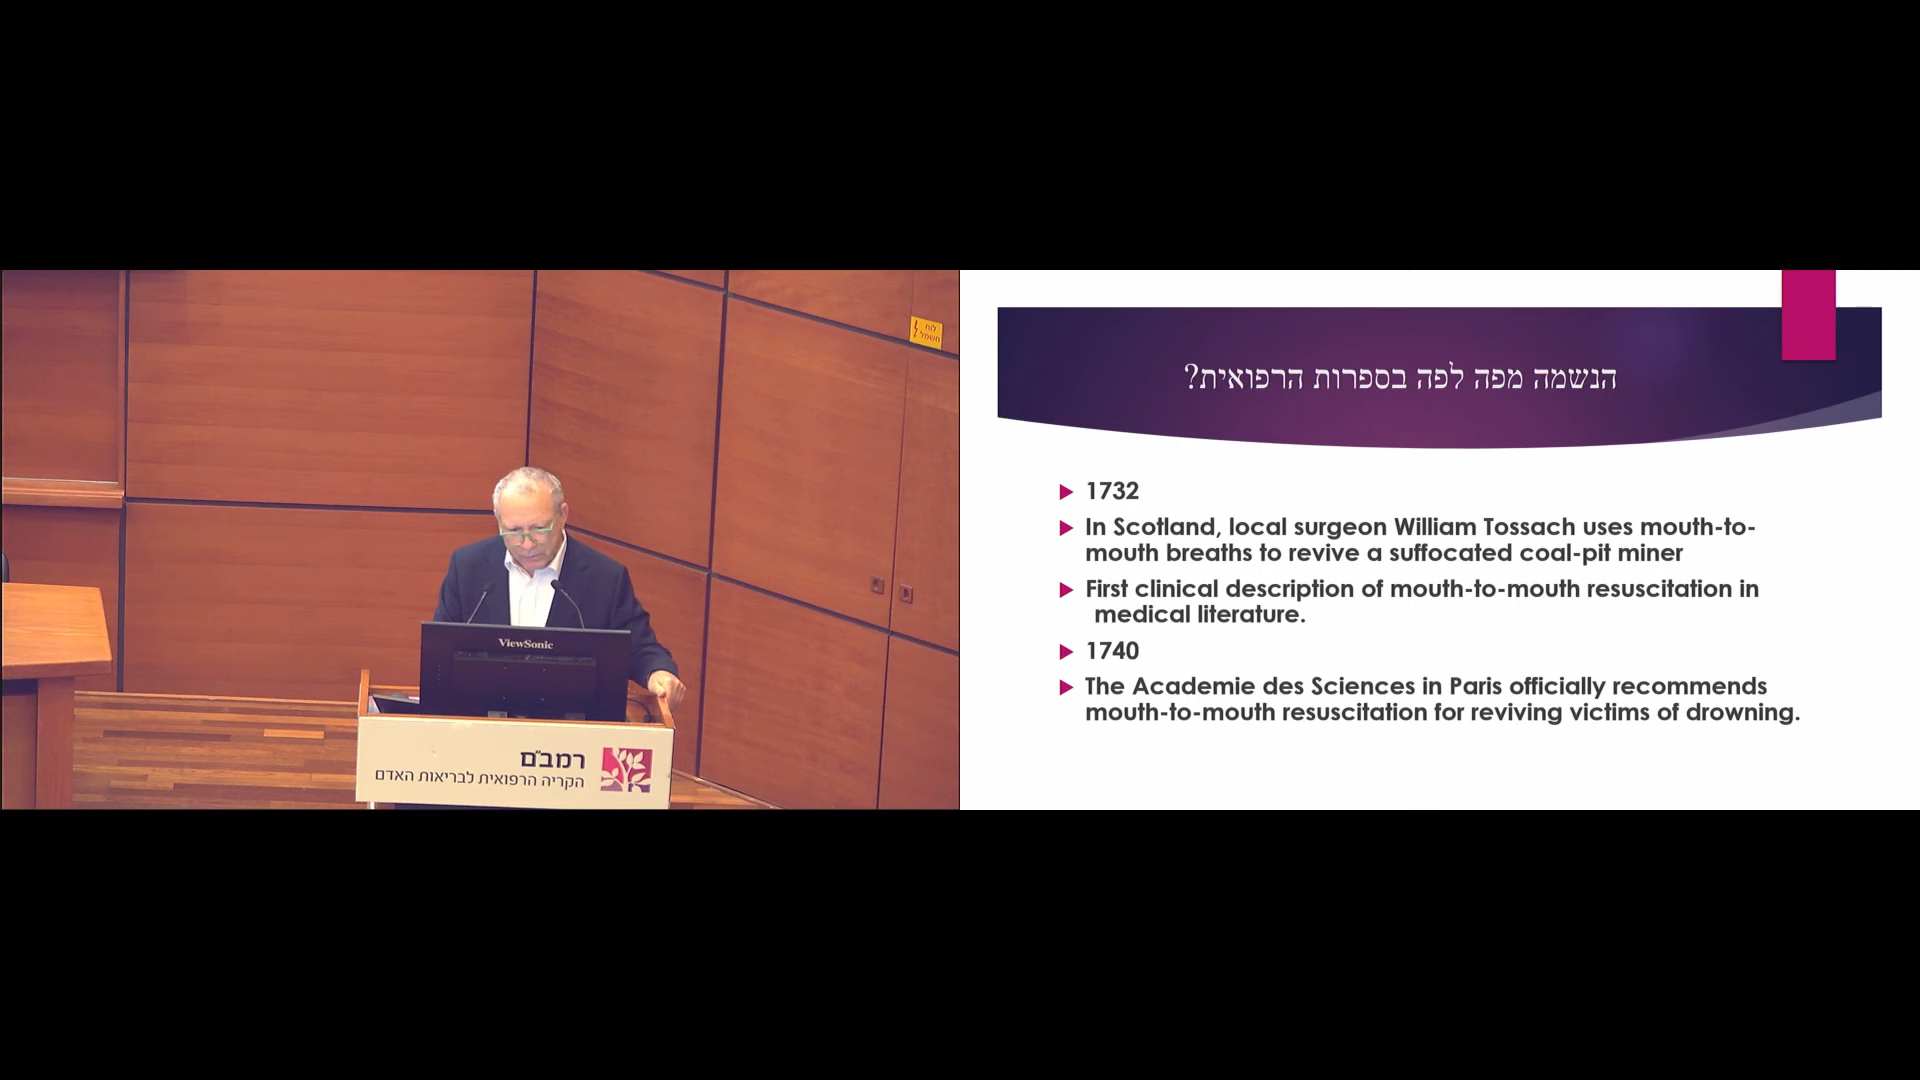 לוח
חשמל
ViewSonic
רמב"ם
הקריה הרפואית לבריאות האדם
הנשמה מפה לפה בספרות הרפואית?
1732
In Scotland, local surgeon William Tossach uses mouth-to-
mouth breaths to revive a suffocated coal-pit miner
First clinical description of mouth-to-mouth resuscitation in
medical literature.
1740
The Academie des Sciences in Paris officially recommends
mouth-to-mouth resuscitation for reviving victims of drowning.